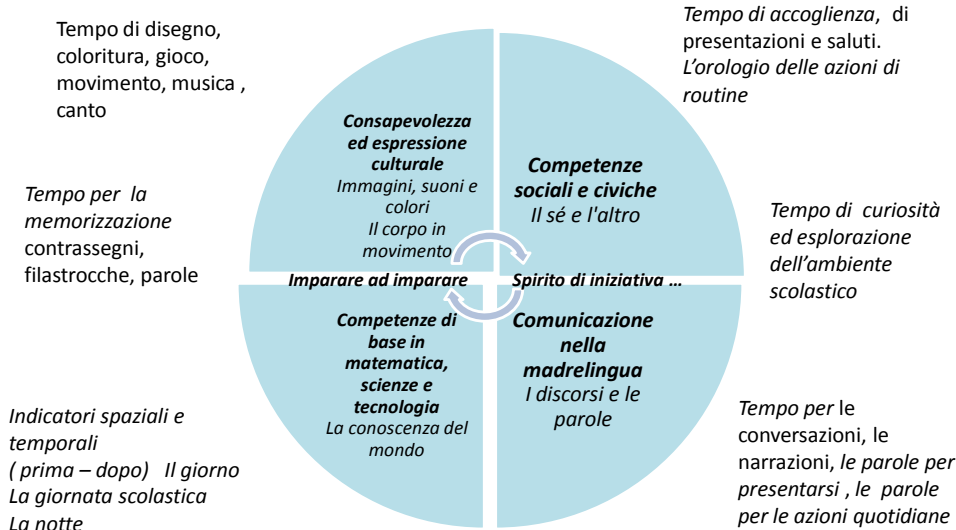 Tempo di disegno,
coloritura, gioco,
movimento, musica ,
canto
Tempo di accoglienza, di
presentazioni e saluti.
L’orologio delle azioni di
routine
Consapevolezza
ed espressione
culturale
Immagini, suoni e
colori
Il corpo in
movimento
Competenze
sociali e civiche
Il sé e l'altro
Tempo per la
memorizzazione
contrassegni,
filastrocche, parole
Tempo di curiosità
ed esplorazione
dell’ambiente
scolastico
Imparare ad imparare
Spirito di iniziativa …
Competenze di
base in
matematica,
scienze e
tecnologia
La conoscenza del
mondo
Comunicazione
nella
madrelingua
I discorsi e le
parole
Indicatori spaziali e
temporali
( prima – dopo) Il giorno
La giornata scolastica
La notte
Tempo per le
conversazioni, le
narrazioni, le parole per
presentarsi , le parole
per le azioni quotidiane